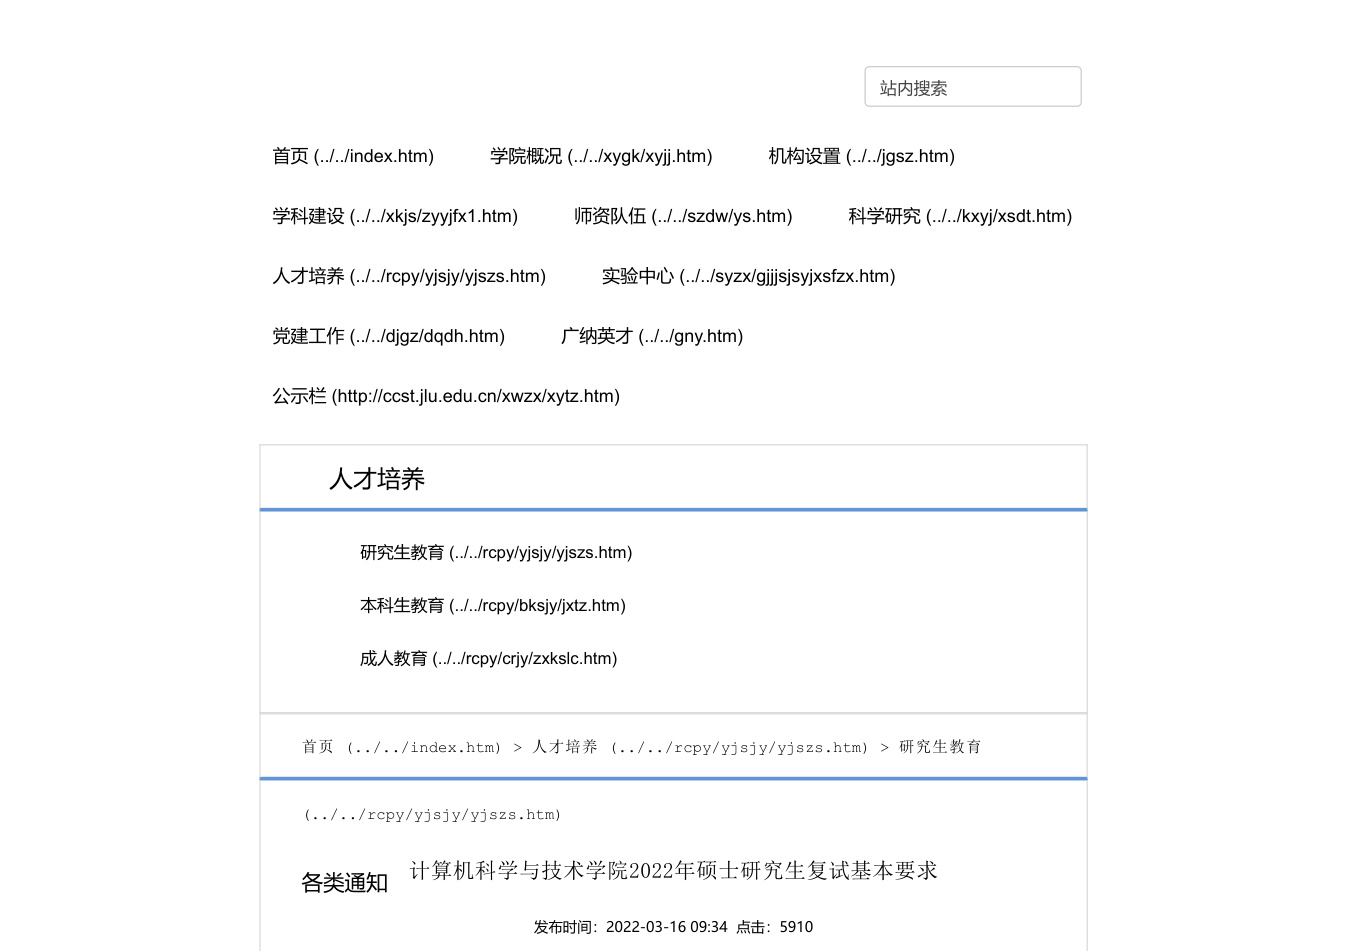 站内搜索
首页 (../../index.htm) 学院概况 (../../xygk/xyjj.htm) 机构设置 (../../jgsz.htm)
学科建设 (../../xkjs/zyyjfx1.htm) 师资队伍 (../../szdw/ys.htm) 科学研究 (../../kxyj/xsdt.htm)
人才培养 (../../rcpy/yjsjy/yjszs.htm) 实验中心 (../../syzx/gjjjsjsyjxsfzx.htm)
党建工作 (../../djgz/dqdh.htm) 广纳英才 (../../gny.htm)
公示栏 (http://ccst.jlu.edu.cn/xwzx/xytz.htm)
人才培养
研究生教育 (../../rcpy/yjsjy/yjszs.htm)
本科生教育 (../../rcpy/bksjy/jxtz.htm)
成人教育 (../../rcpy/crjy/zxkslc.htm)
首页 (../../index.htm) > 人才培养 (../../rcpy/yjsjy/yjszs.htm) > 研究生教育
(../../rcpy/yjsjy/yjszs.htm)
各类通知 计算机科学与技术学院2022年硕士研究生复试基本要求
发布时间：2022-03-16 09:34 点击：5910